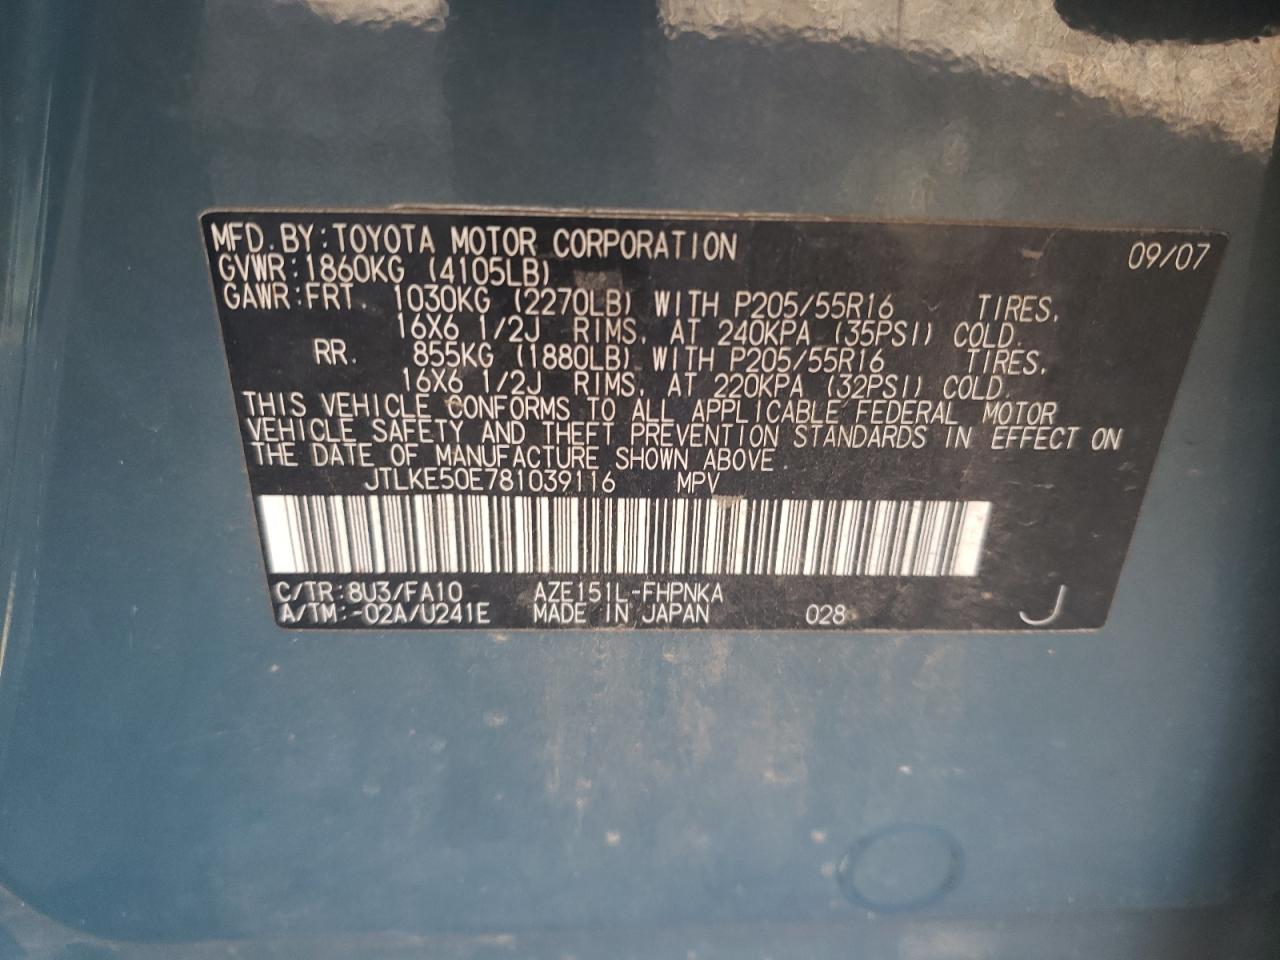 MFD. BY: TOYOTA MOTOR CORPORATION 09/07
GVWR: 1860KG (4105LB)
GAWR: FRT. 1030KG (2270LB) WITH P205/55R16 TIRES,
16X6 1/2J RIMS, AT 240KPA (35PSI) COLD.
RR. 855KG (1880LB) WITH P205/55R16 TIRES,
16X6 1/2J RIMS, AT 220KPA (32PSI) COLD.
THIS VEHICLE CONFORMS TO ALL APPLICABLE FEDERAL MOTOR
VEHICLE SAFETY AND THEFT PREVENTION STANDARDS IN EFFECT ON
THE DATE OF MANUFACTURE SHOWN ABOVE.
JTLKE50E781039116 MPV
C/TR: 8U3/FA10 AZE151L-FHPNKA
A/TM: -02A/U241E MADE IN JAPAN 028 J